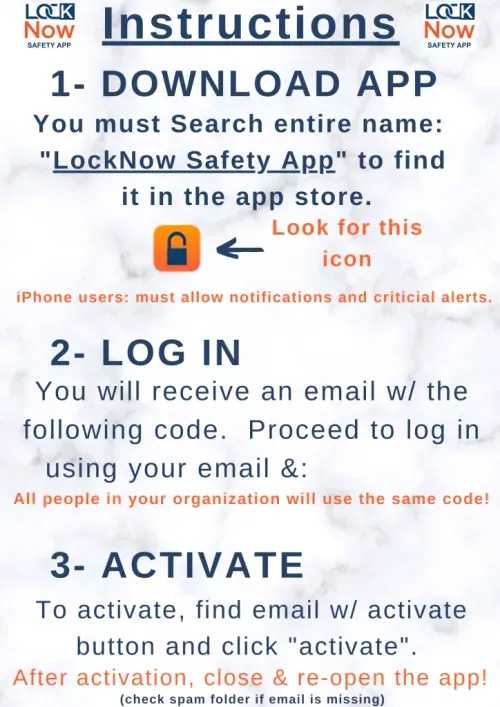 LOCK
Now
SAFETY APP
Instructions
LOCK
Now
SAFETY APP
1- DOWNLOAD APP
You must Search entire name:
"LockNow Safety App" to find
it in the app store.
Look for this
icon
iPhone users: must allow notifications and criticial alerts.
2- LOG IN
You will receive an email w/ the
following code. Proceed to log in
using your email &:
All people in your organization will use the same code!
3- ACTIVATE
To activate, find email w/ activate
button and click "activate".
After activation, close & re-open the app!
(check spam folder if email is missing)